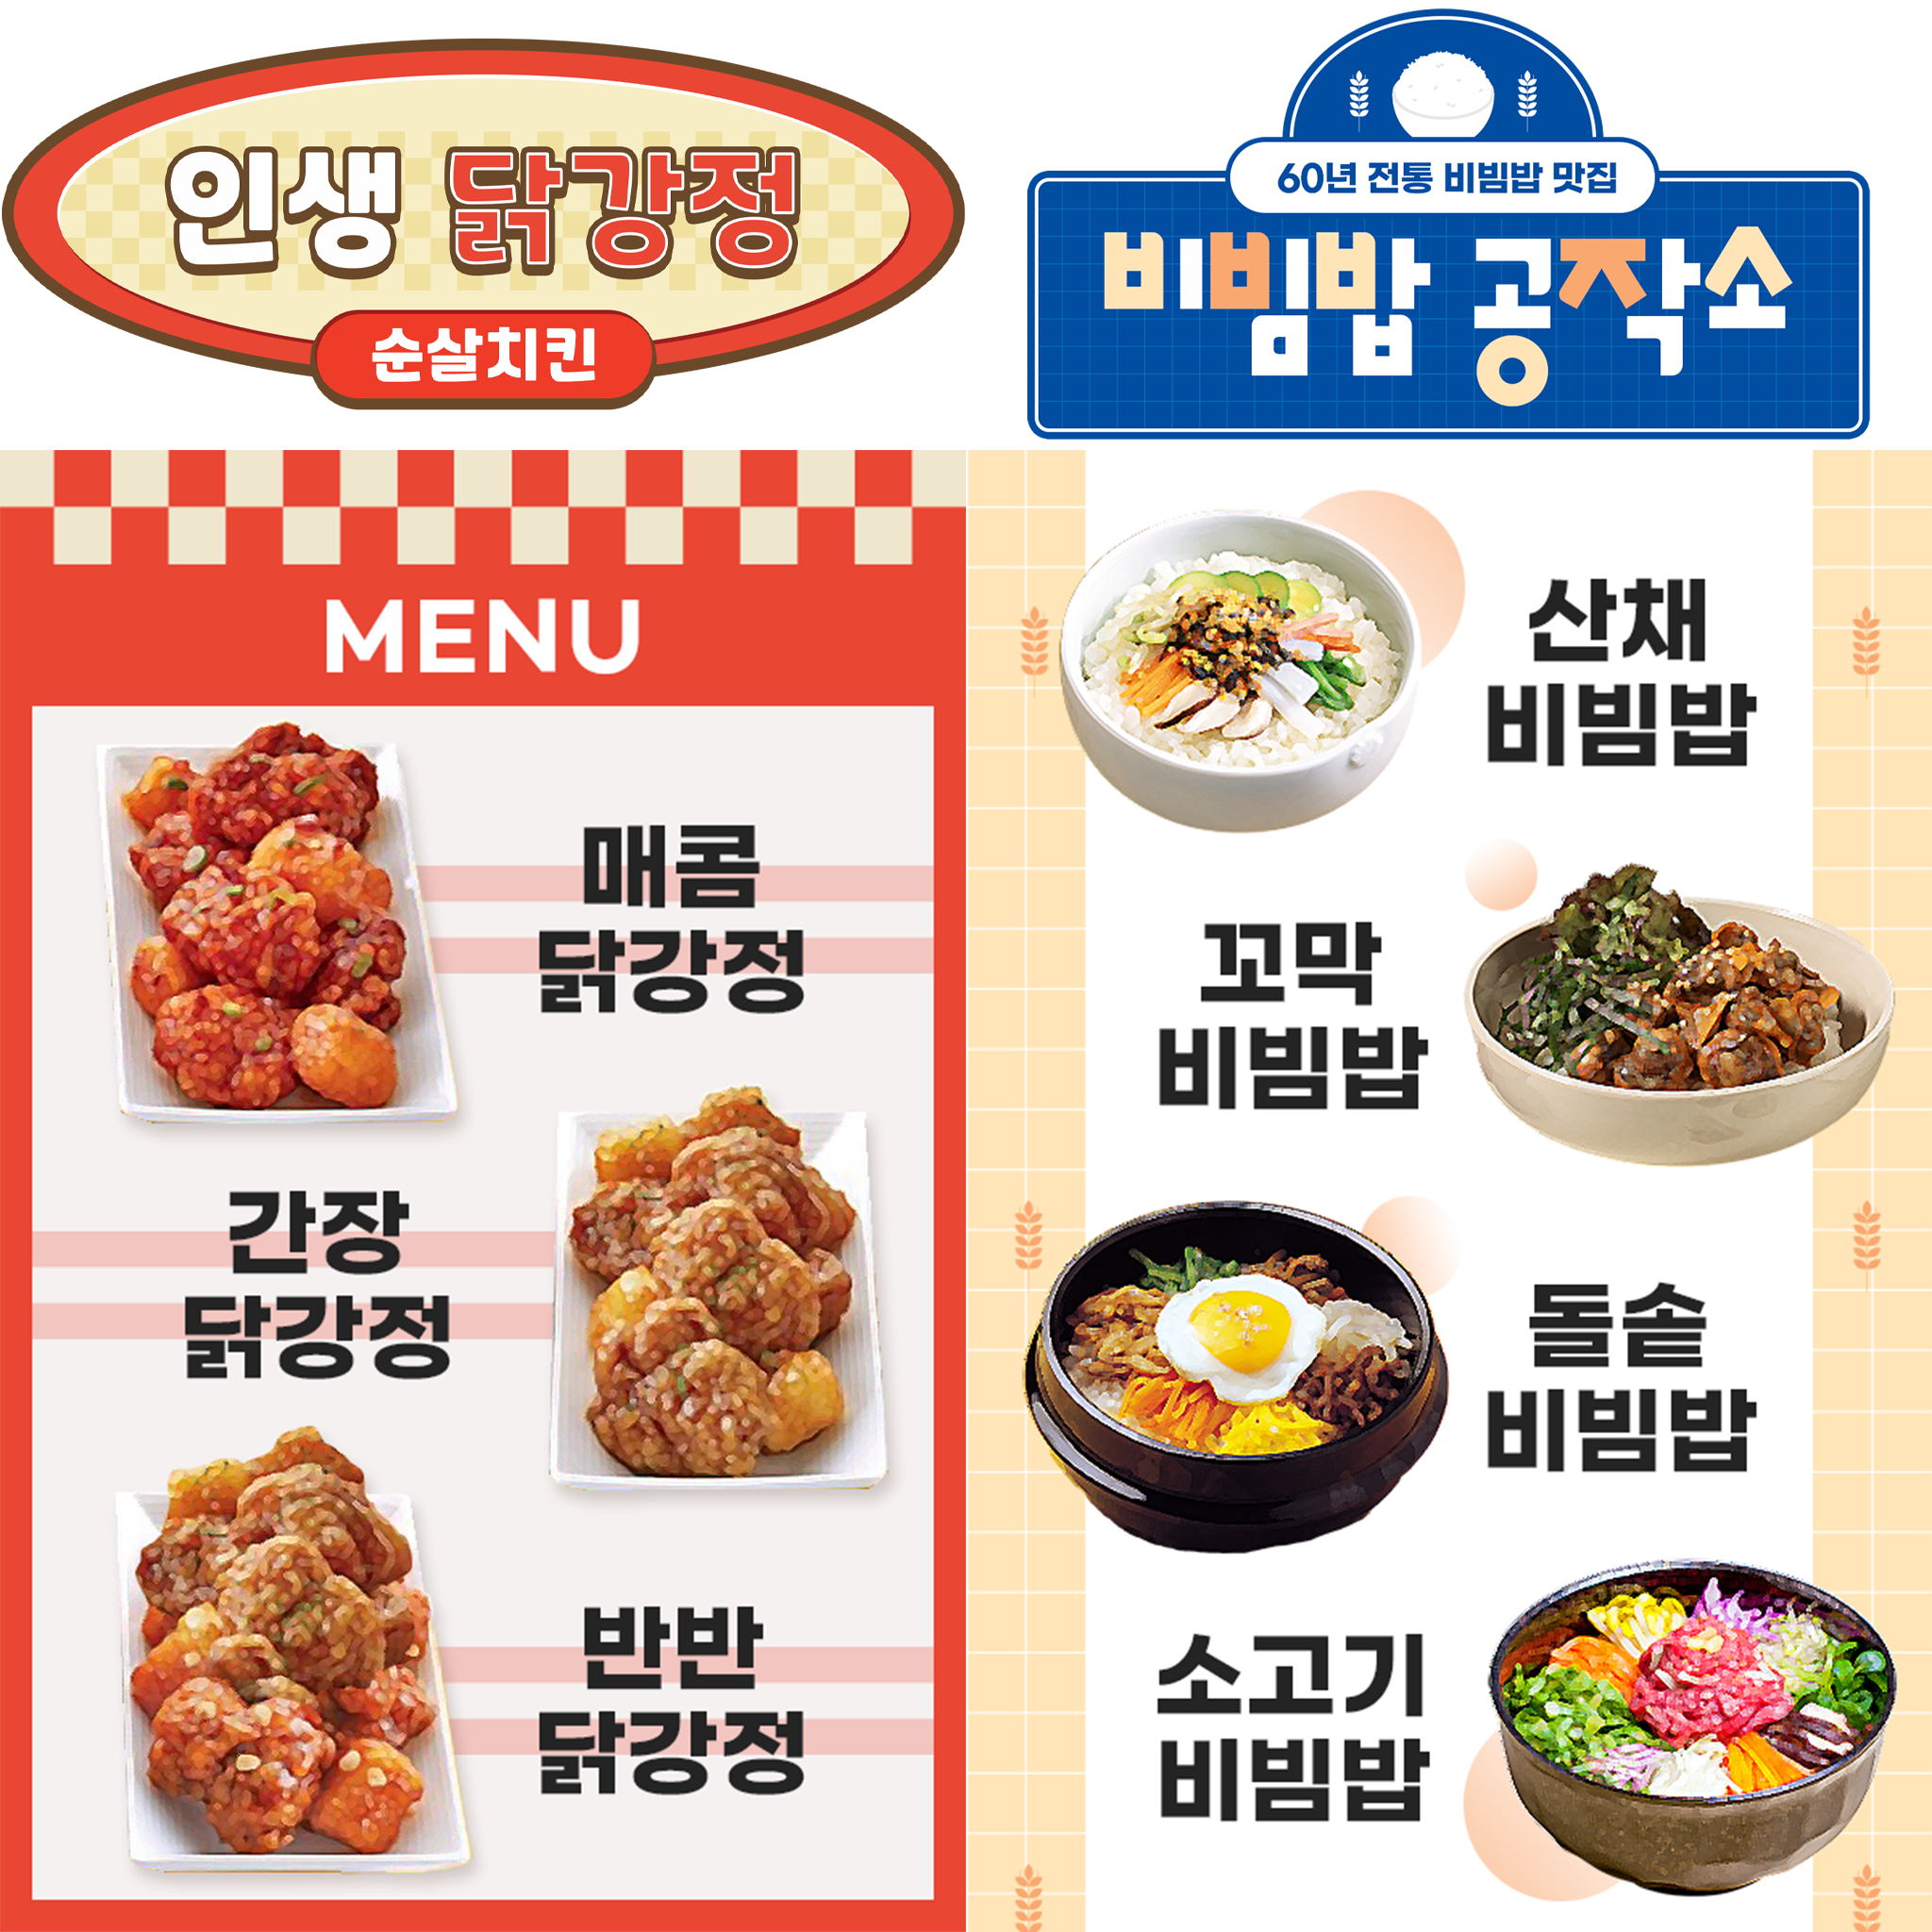 인생 닭강정
순살치킨
MENU
매콤
닭강정
간장
닭강정
반반
닭강정
60년 전통 비빔밥 맛집
비빔밥 공작소
산채
비빔밥
꼬막
비빔밥
돌솥
비빔밥
소고기
비빔밥